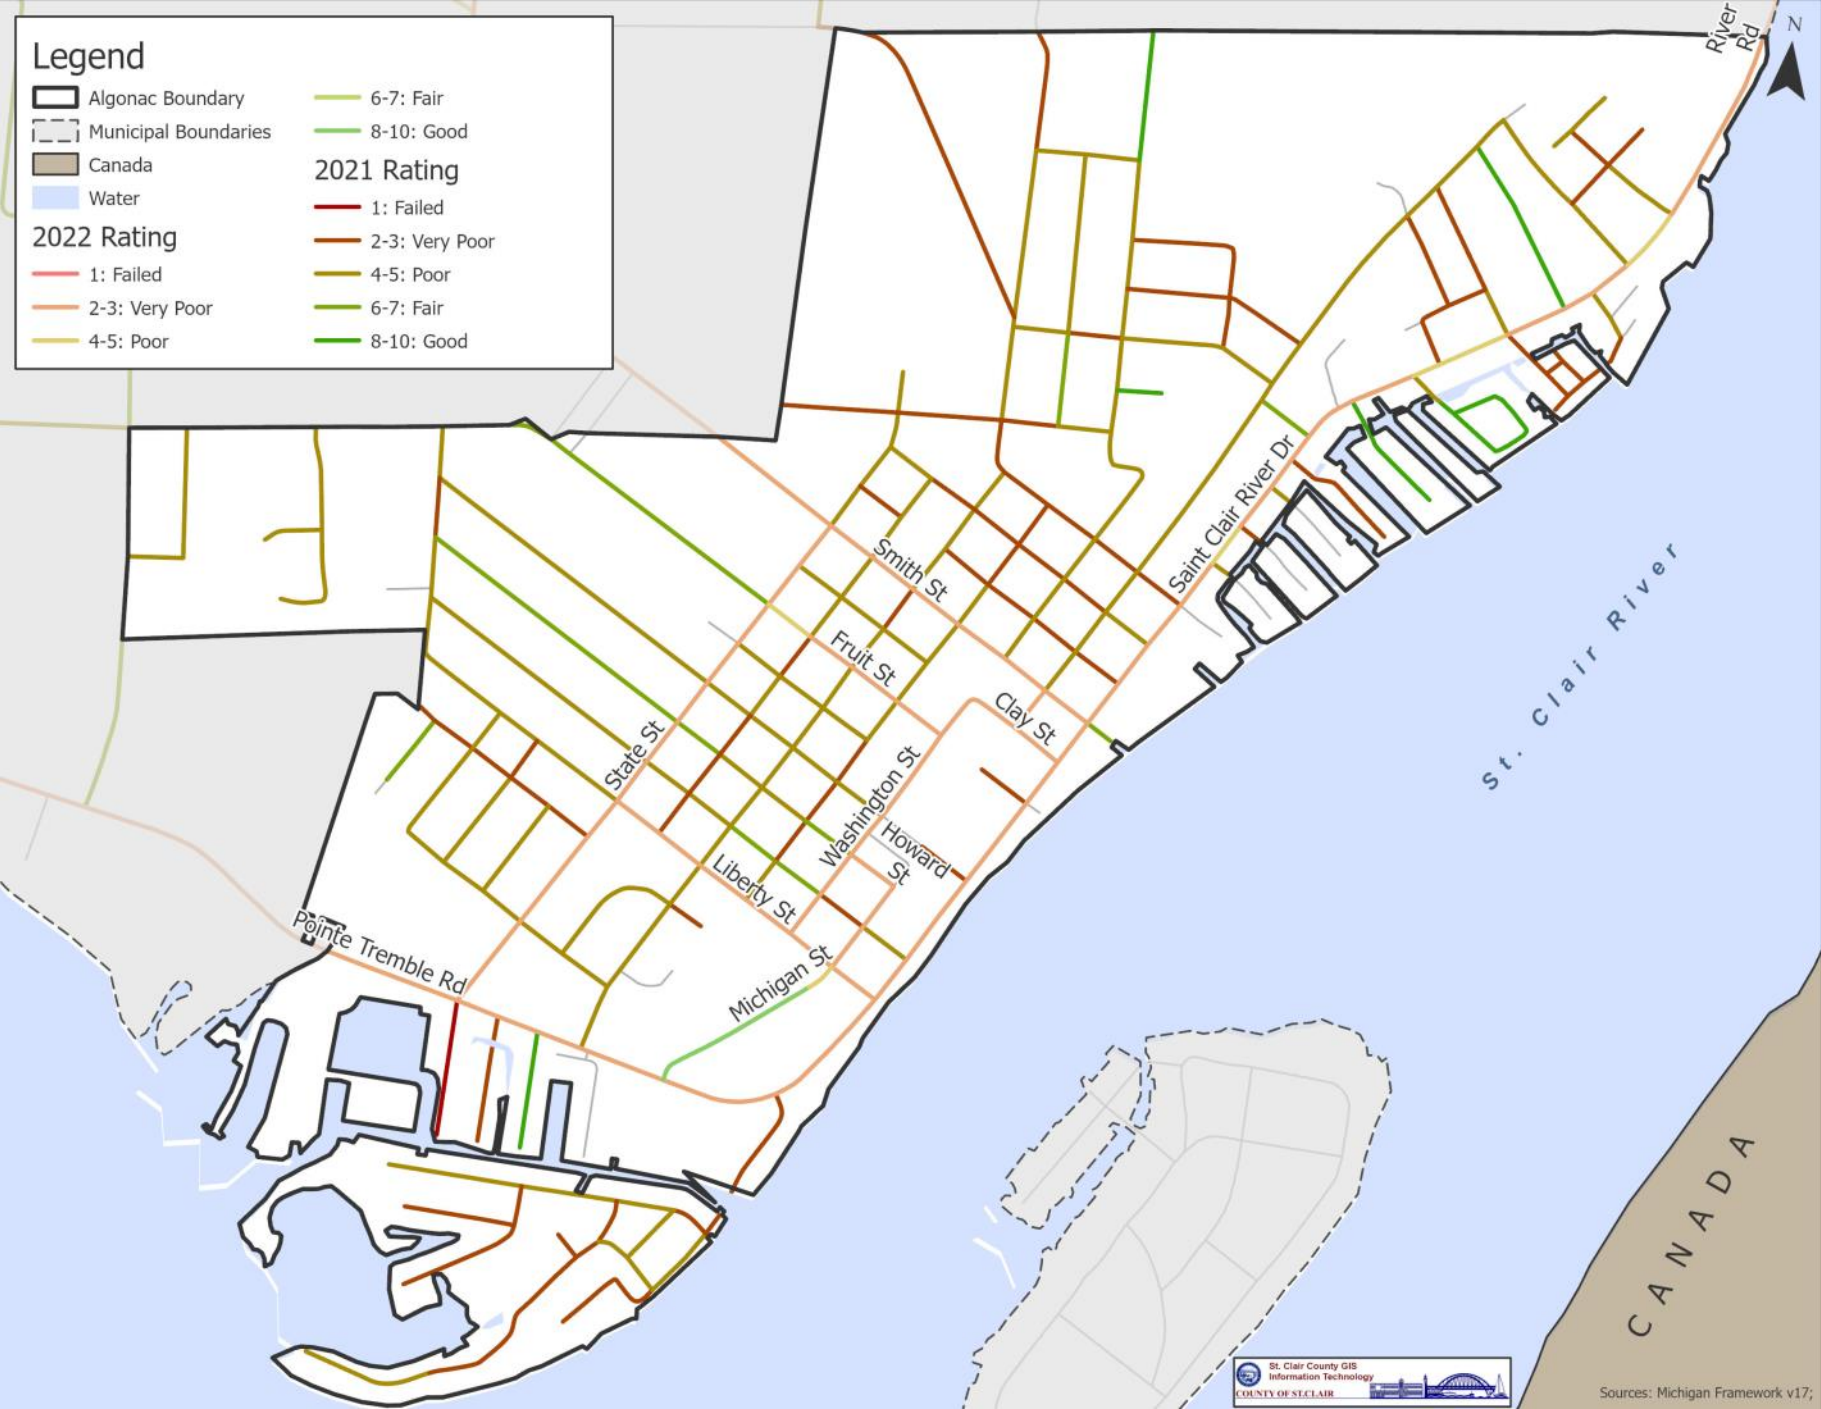 Legend
Algonac Boundary
Municipal Boundaries
Canada
Water
2022 Rating
1: Failed
2-3: Very Poor
4-5: Poor
6-7: Fair
8-10: Good
2021 Rating
1: Failed
2-3: Very Poor
4-5: Poor
6-7: Fair
8-10: Good
River
Rd
N
Saint Clair River Dr
Smith St
Fruit St
Clay St
State St
Washington St
Howard
St
Liberty St
Michigan St
Pointe Tremble Rd
St. Clair River
CANADA
St. Clair County GIS
Information Technology
COUNTY OF ST.CLAIR
Sources: Michigan Framework v17;